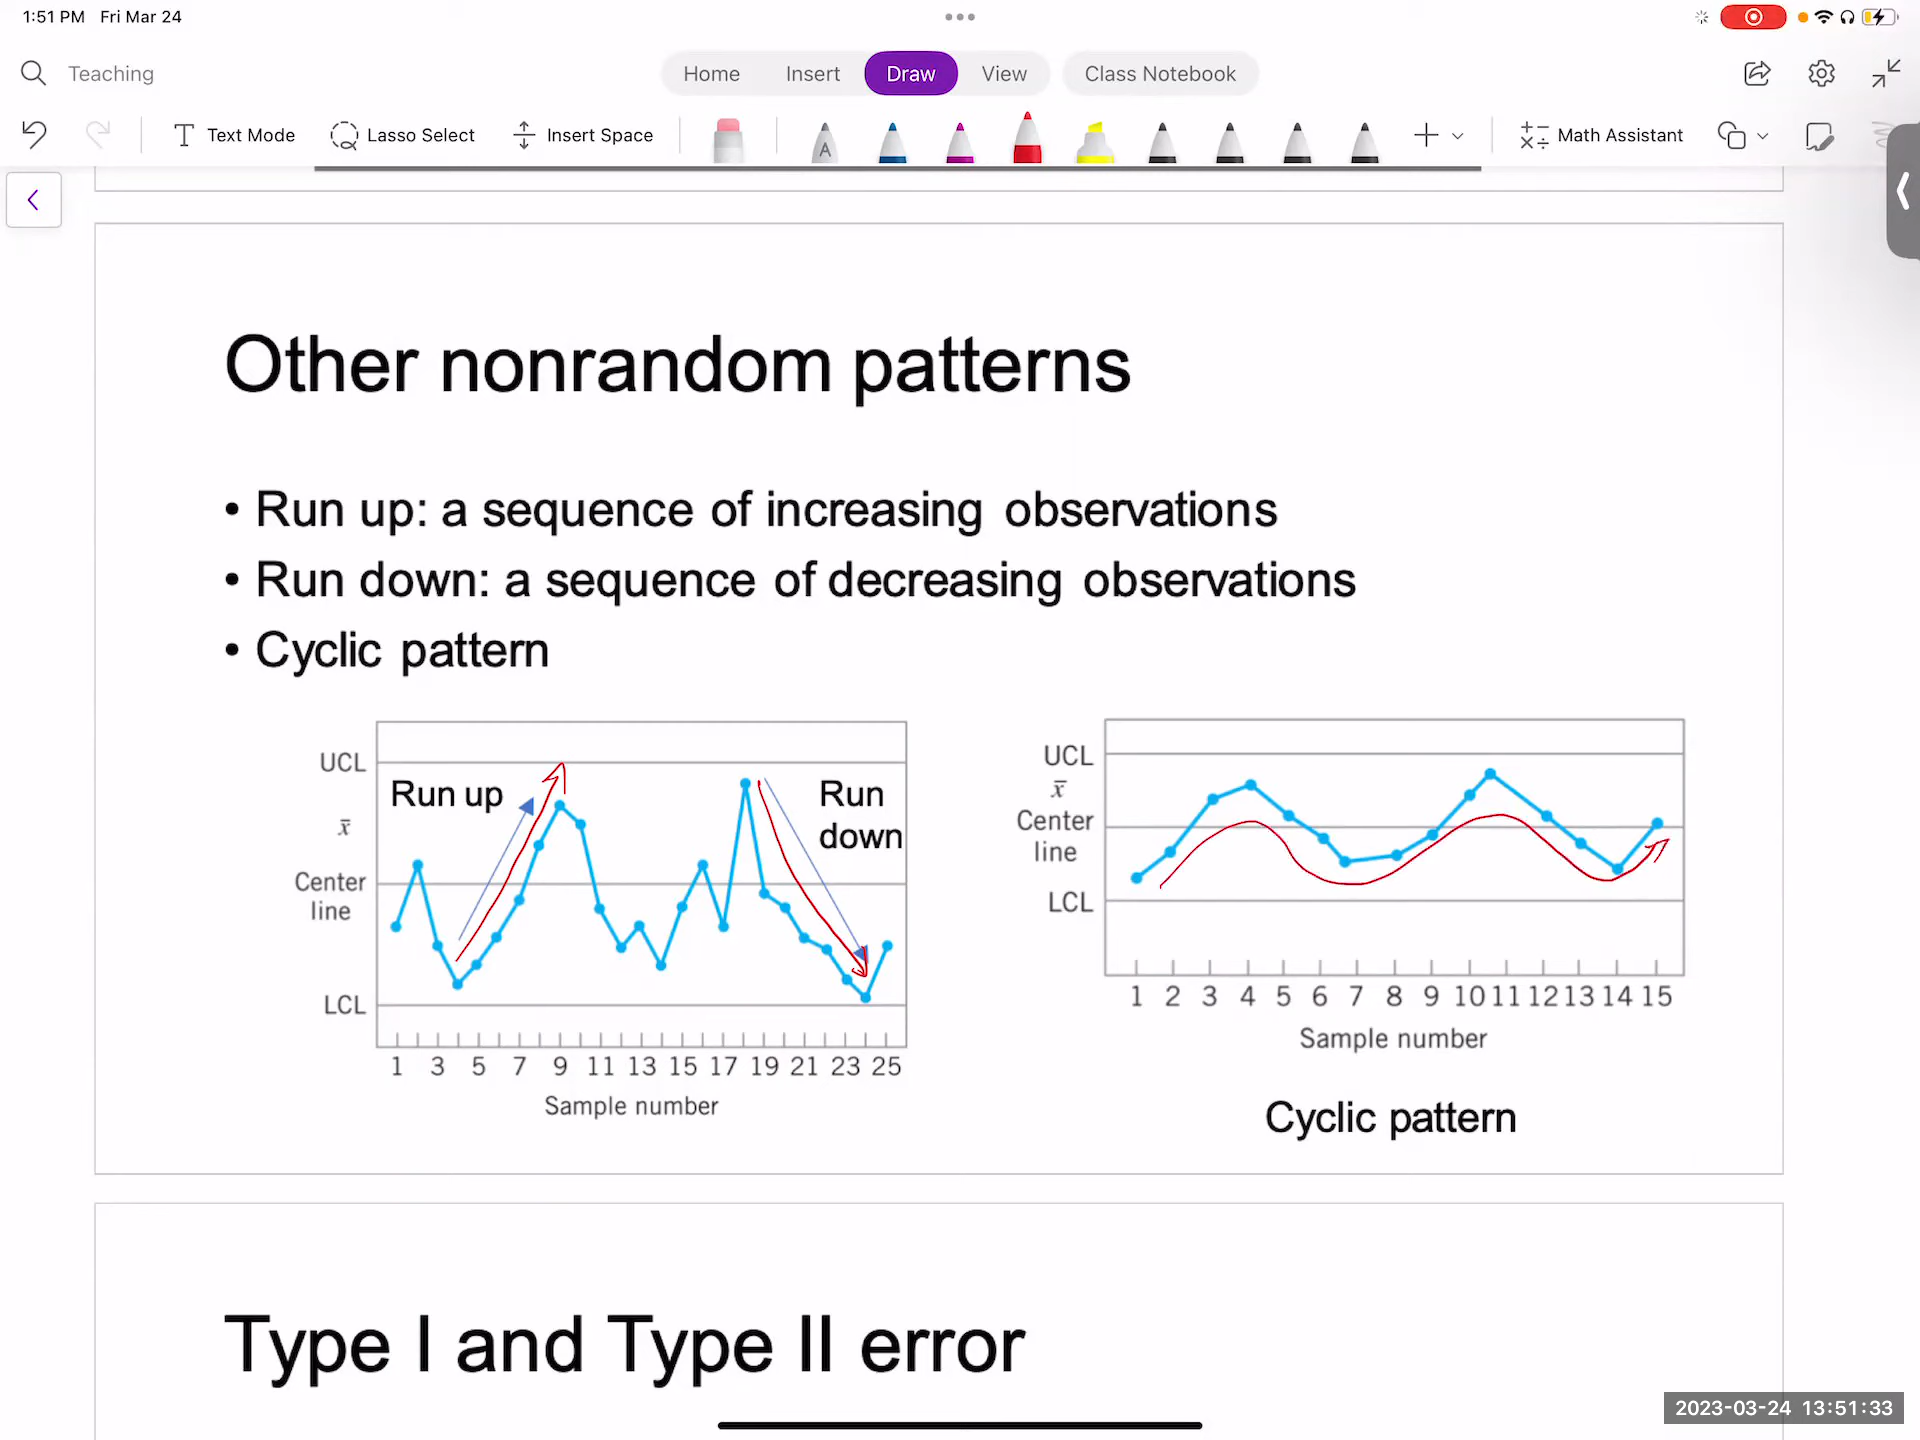 1:51 PM Fri Mar 24
Teaching
Home Insert Draw View Class Notebook
Text Mode Lasso Select Insert Space A Math Assistant
Other nonrandom patterns
• Run up: a sequence of increasing observations
• Run down: a sequence of decreasing observations
• Cyclic pattern
UCL
Run up
Run
down
x̄
Center
line
LCL
1 3 5 7 9 11 13 15 17 19 21 23 25
Sample number
UCL
x̄
Center
line
LCL
1 2 3 4 5 6 7 8 9 10 11 12 13 14 15
Sample number
Cyclic pattern
Type I and Type II error
2023-03-24 13:51:33